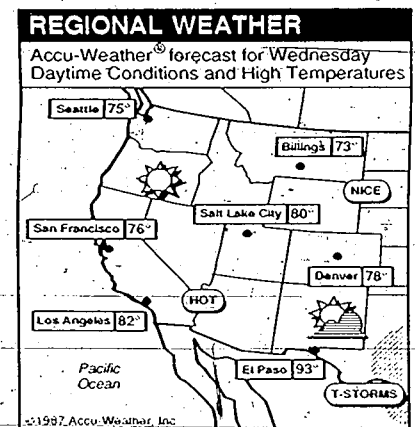 REGIONAL WEATHER
Accu-Weather® forecast for Wednesday
Daytime Conditions and High Temperatures
Seattle 75°
Billings 73°
NICE
Salt Lake City 80°
San Francisco 76°
Denver 78°
HOT
Los Angeles 82°
El Paso 93°
Pacific
Ocean
T-STORMS
©1987 Accu-Weather, Inc.